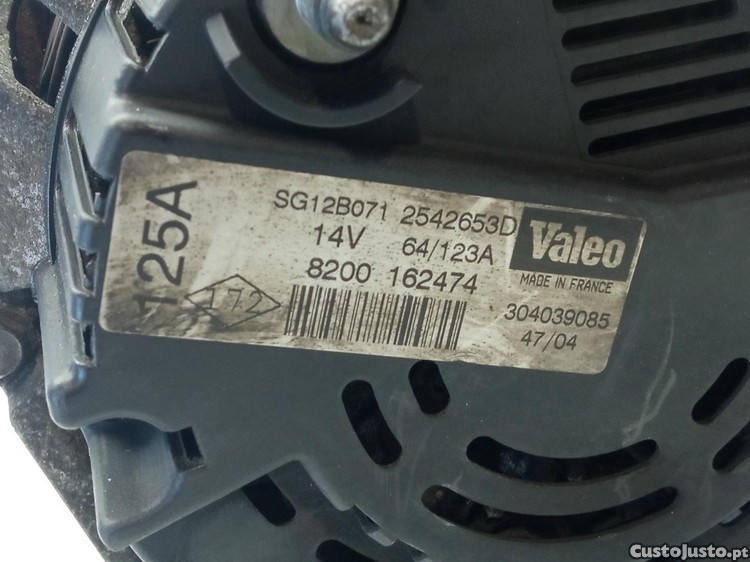 125A
SG12B071 2542653D
14V 64/123A
8200 162474
172
Valeo
MADE IN FRANCE
304039085
47/04
CustoJusto.pt